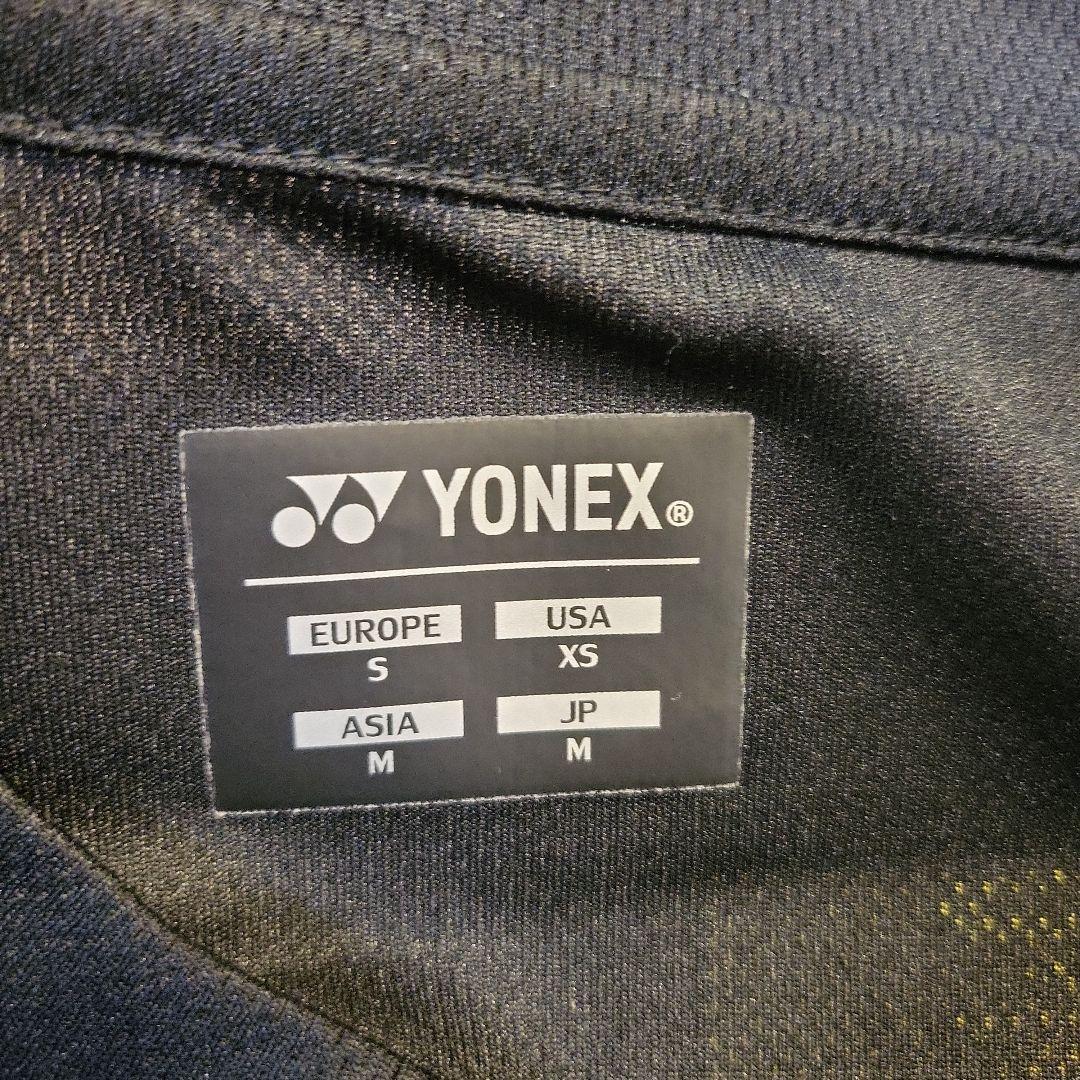 YONEX®
EUROPE USA
S XS
ASIA JP
M M